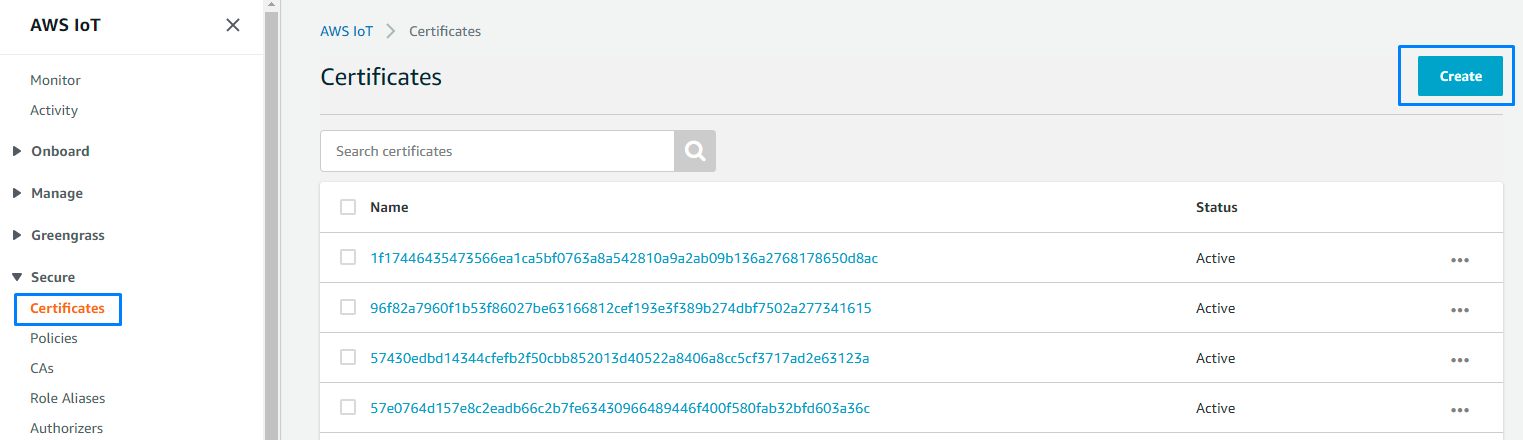 AWS IoT
Monitor
Activity
Onboard
Manage
Greengrass
Secure
Certificates
Policies
CAs
Role Aliases
Authorizers
AWS IoT > Certificates
Certificates
Create
Search certificates
Name Status
1f17446435473566ea1ca5bf0763a8a542810a9a2ab09b136a2768178650d8ac Active
96f82a7960f1b53f86027be63166812cef193e3f389b274dbf7502a277341615 Active
57430edbd14344cfefb2f50cbb852013d40522a8406a8cc5cf3717ad2e63123a Active
57e0764d157e8c2eadb66c2b7fe63430966489446f400f580fab32bfd603a36c Active